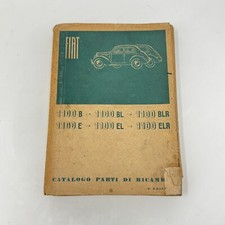 FIAT
1100 B - 1100 BL - 1100 BLR
1100 E - 1100 EL - 1100 ELR
CATALOGO PARTI DI RICAMBIO